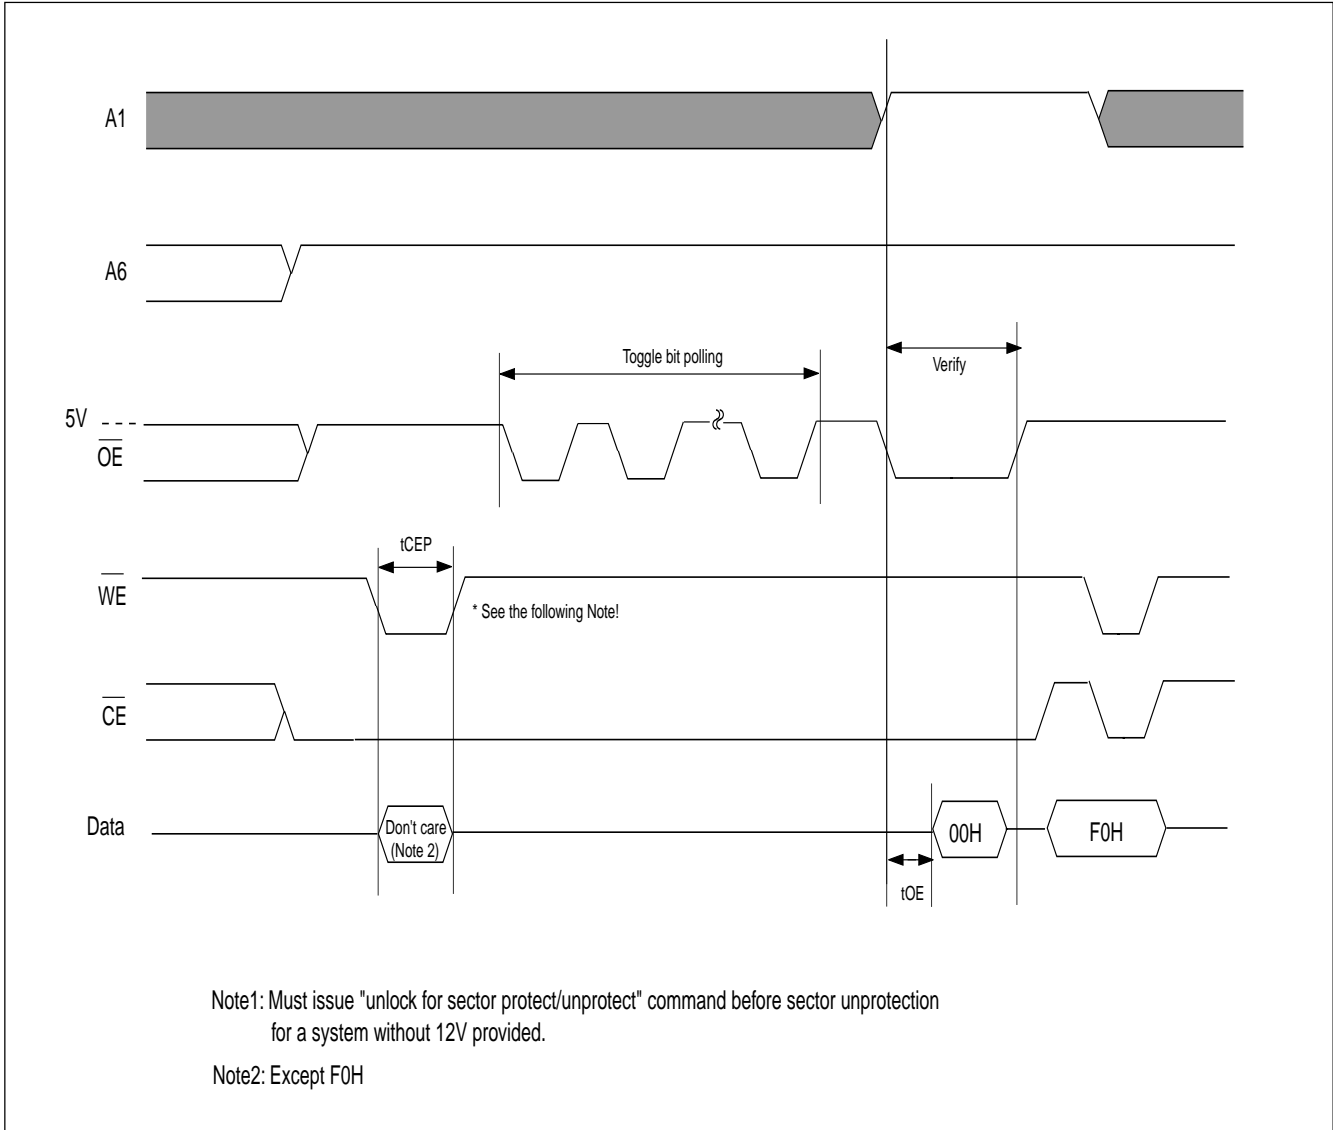 A1
A6
Toggle bit polling
Verify
5V
OE
tCEP
WE
* See the following Note!
CE
Data
Don't care
(Note 2)
00H
F0H
tOE
Note1: Must issue "unlock for sector protect/unprotect" command before sector unprotection
for a system without 12V provided.
Note2: Except F0H